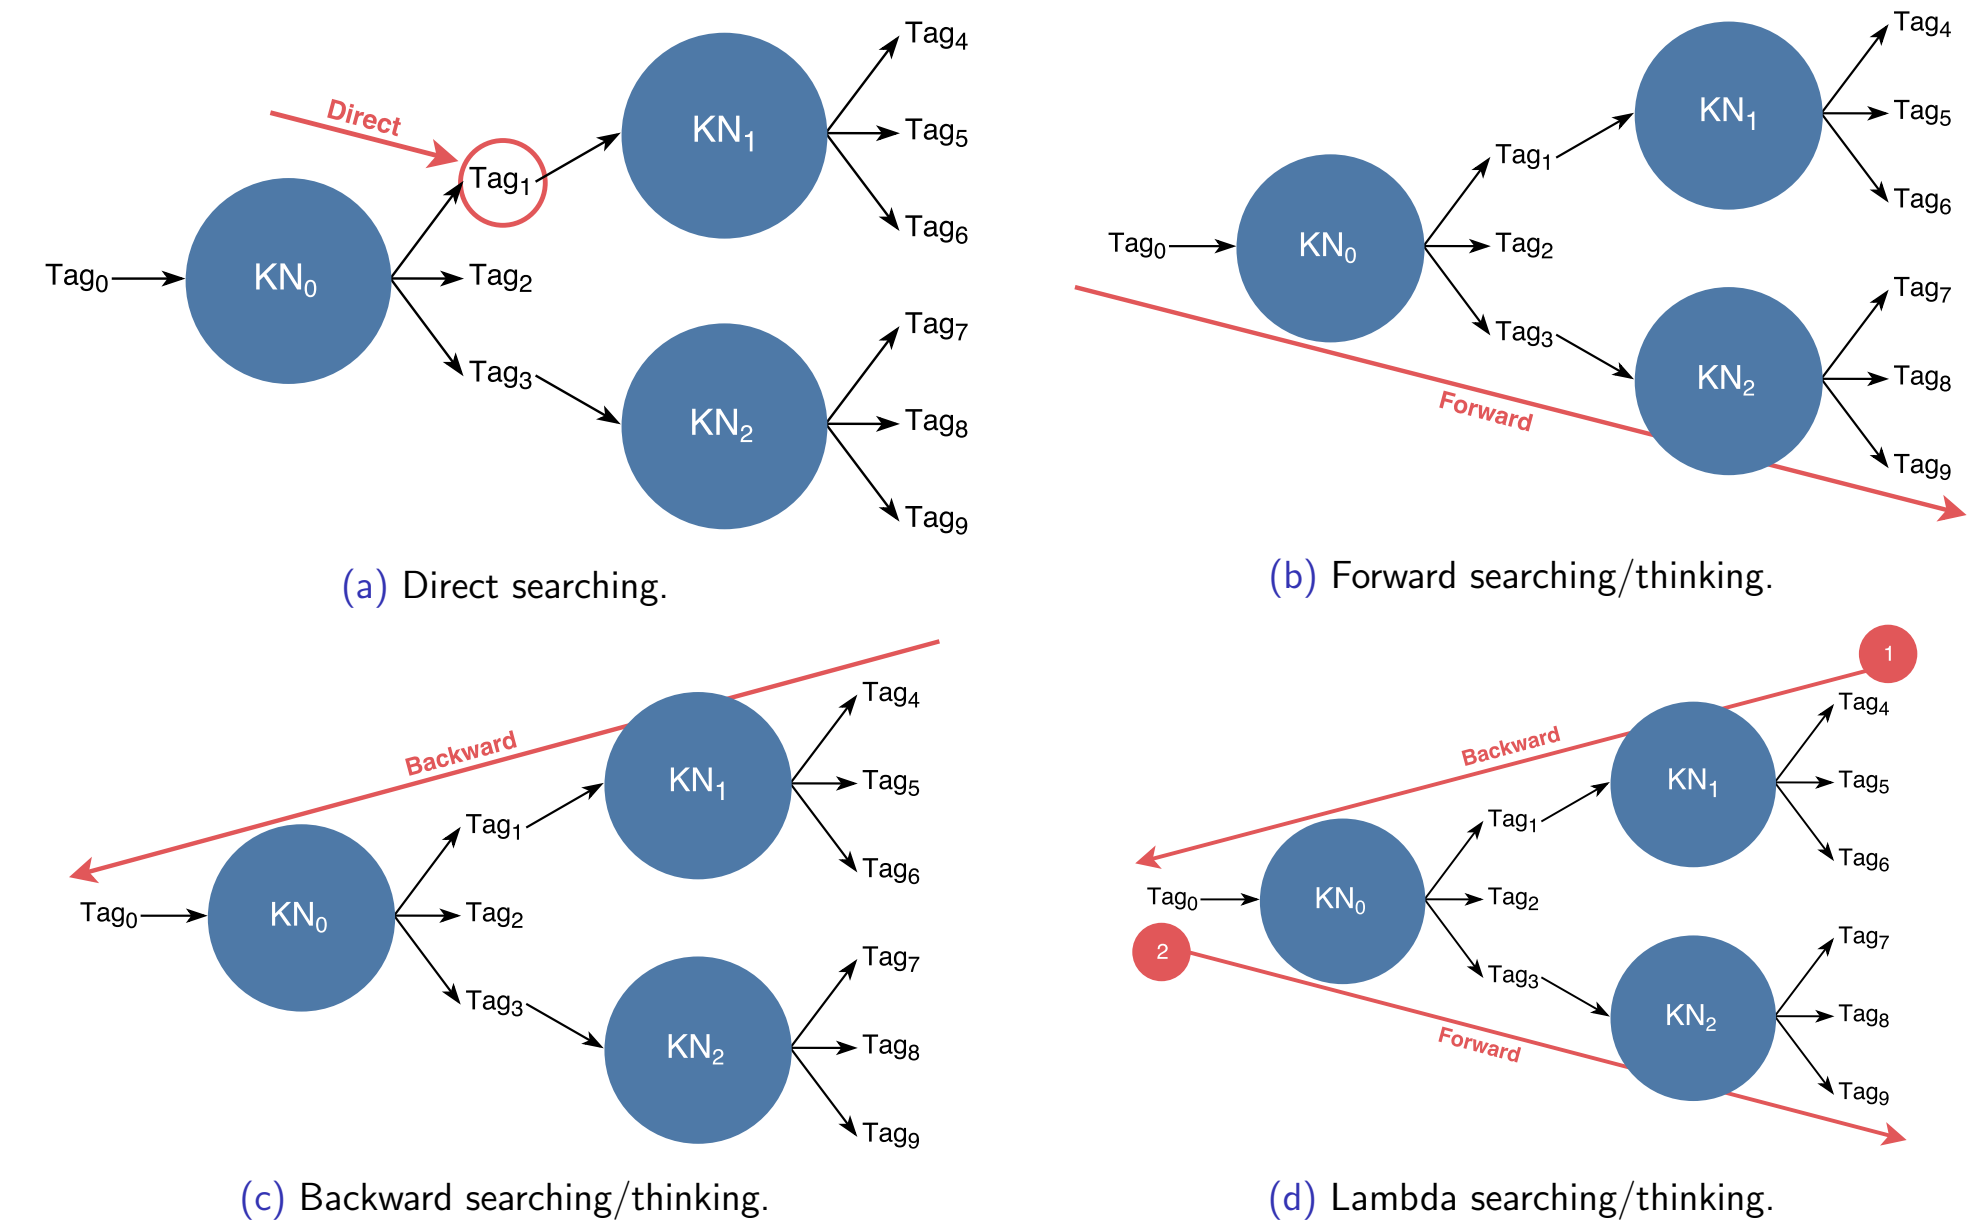 Direct
Tag0
KN0
Tag1
Tag2
Tag3
KN1
KN2
Tag4
Tag5
Tag6
Tag7
Tag8
Tag9
(a) Direct searching.
Tag0
KN0
Tag1
Tag2
Tag3
KN1
KN2
Tag4
Tag5
Tag6
Tag7
Tag8
Tag9
Forward
(b) Forward searching/thinking.
Backward
Tag0
KN0
Tag1
Tag2
Tag3
KN1
KN2
Tag4
Tag5
Tag6
Tag7
Tag8
Tag9
(c) Backward searching/thinking.
1
Backward
Tag0
KN0
Tag1
Tag2
Tag3
KN1
KN2
Tag4
Tag5
Tag6
Tag7
Tag8
Tag9
2
Forward
(d) Lambda searching/thinking.